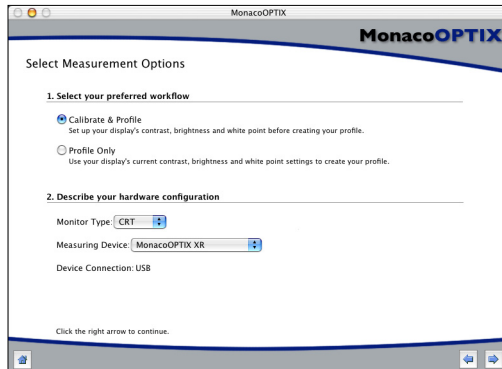 MonacoOPTIX
MonacoOPTIX
Select Measurement Options
1. Select your preferred workflow
Calibrate & Profile
Set up your display's contrast, brightness and white point before creating your profile.
Profile Only
Use your display's current contrast, brightness and white point settings to create your profile.
2. Describe your hardware configuration
Monitor Type: CRT
Measuring Device: MonacoOPTIX XR
Device Connection: USB
Click the right arrow to continue.